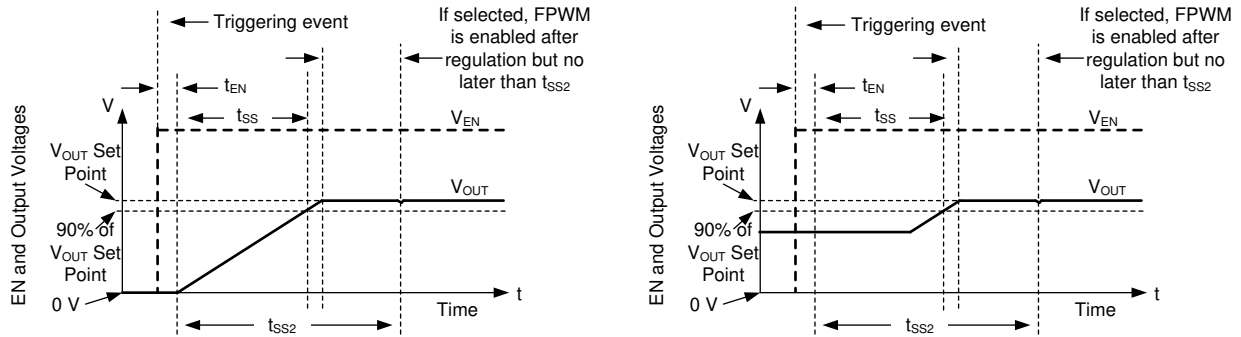 Triggering event
If selected, FPWM
is enabled after
regulation but no
later than tSS2
tEN
tSS
V
VEN
EN and Output Voltages
VOUT Set
Point
VOUT
90% of
VOUT Set
Point
0 V
t
Time
tSS2
Triggering event
If selected, FPWM
is enabled after
regulation but no
later than tSS2
tEN
tSS
V
VEN
EN and Output Voltages
VOUT Set
Point
VOUT
90% of
VOUT Set
Point
0 V
t
Time
tSS2